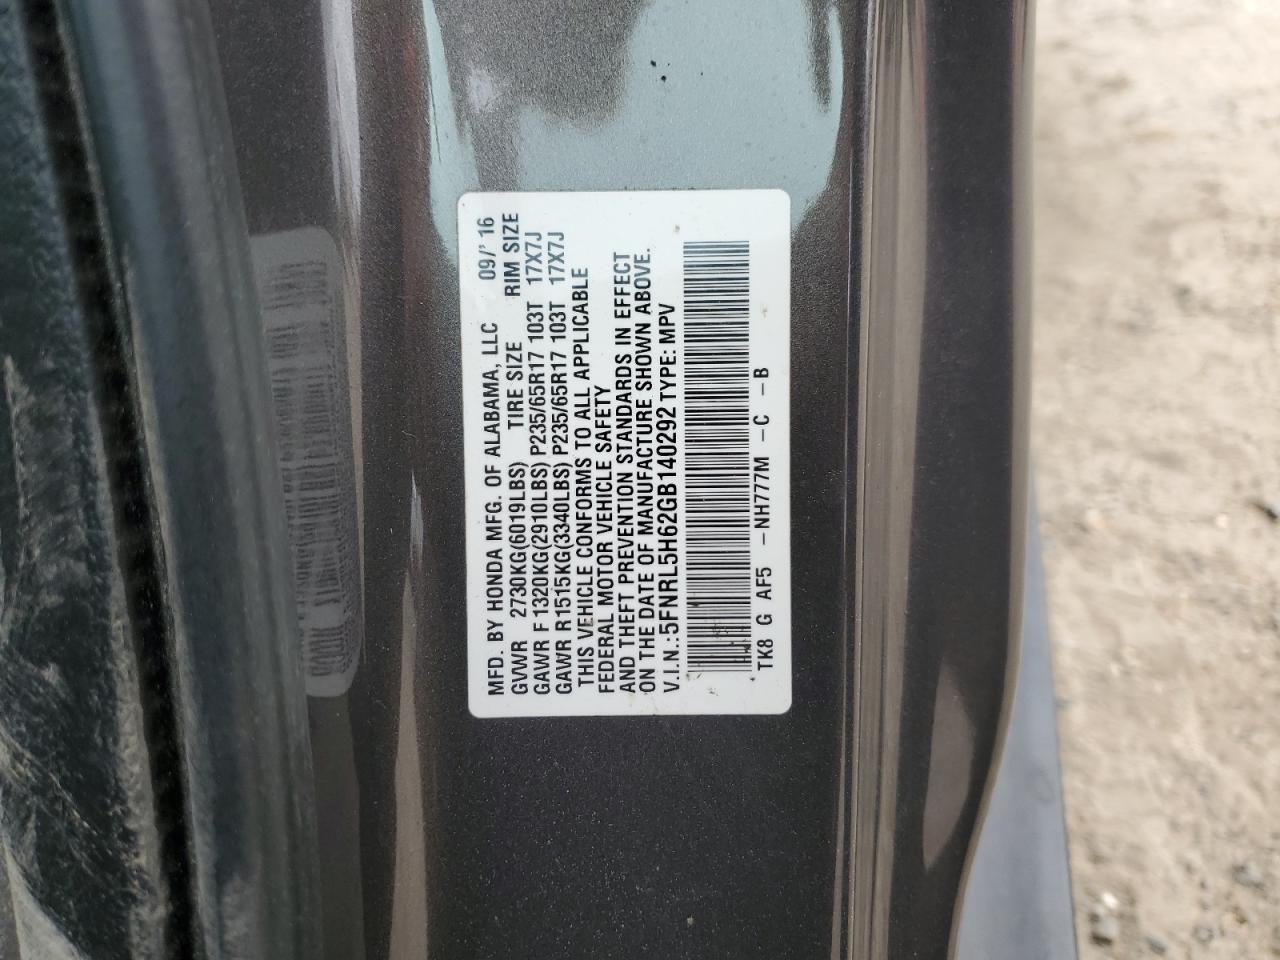 MFD. BY HONDA MFG. OF ALABAMA, LLC 09/' 16
GVWR 2730KG(6019LBS) TIRE SIZE RIM SIZE
GAWR F 1320KG(2910LBS) P235/65R17 103T 17X7J
GAWR R1515KG(3340LBS) P235/65R17 103T 17X7J
THIS VEHICLE CONFORMS TO ALL APPLICABLE
FEDERAL MOTOR VEHICLE SAFETY
AND THEFT PREVENTION STANDARDS IN EFFECT
ON THE DATE OF MANUFACTURE SHOWN ABOVE.
V.I.N.:5FNRL5H62GB140292 TYPE: MPV
TK8 G AF5 -NH777M -C -B